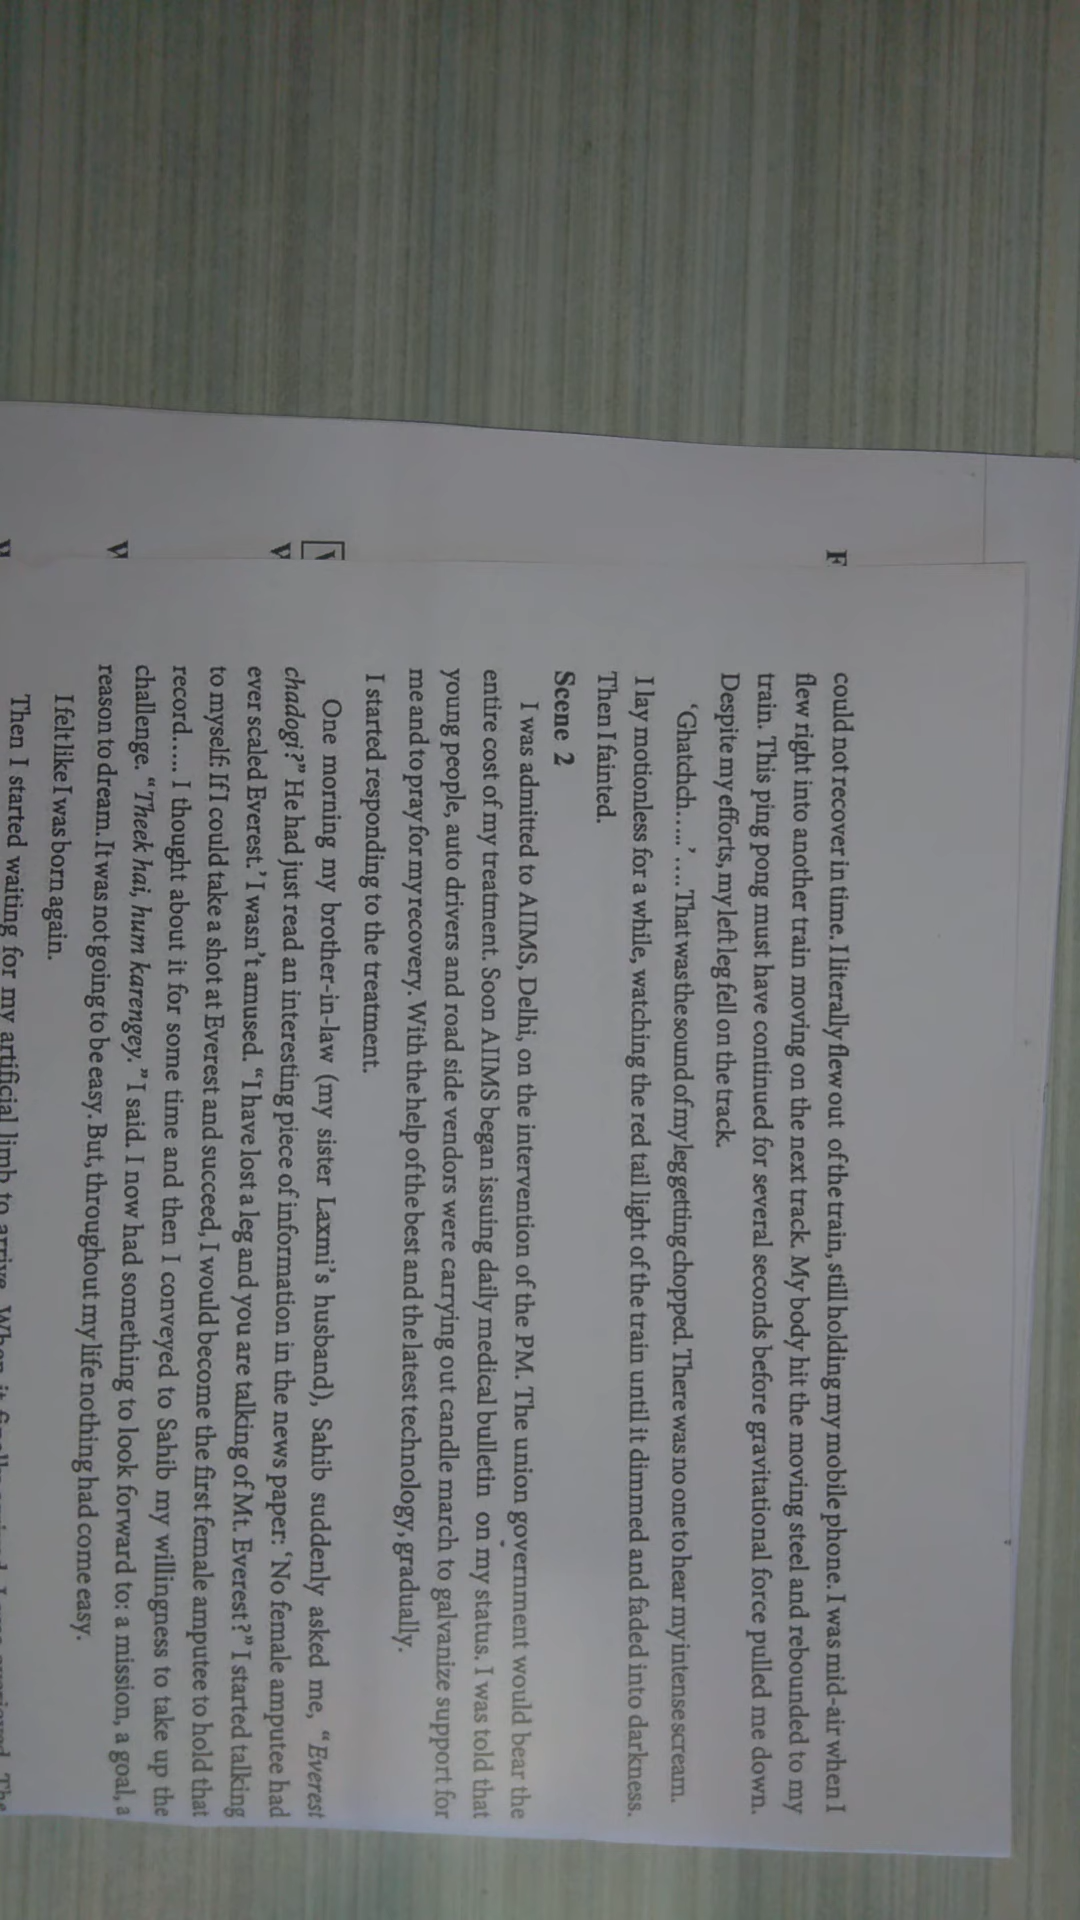 F
could not recover in time. I literally flew out of the train, still holding my mobile phone. I was mid-air when I
flew right into another train moving on the next track. My body hit the moving steel and rebounded to my
train. This ping pong must have continued for several seconds before gravitational force pulled me down.
Despite my efforts, my left leg fell on the track.
‘Ghatchch.....’ .... That was the sound of my leg getting chopped. There was no one to hear my intense scream.
I lay motionless for a while, watching the red tail light of the train until it dimmed and faded into darkness.
Then I fainted.
Scene 2
I was admitted to AIIMS, Delhi, on the intervention of the PM. The union government would bear the
entire cost of my treatment. Soon AIIMS began issuing daily medical bulletin on my status. I was told that
young people, auto drivers and road side vendors were carrying out candle march to galvanize support for
me and to pray for my recovery. With the help of the best and the latest technology, gradually.
I started responding to the treatment.
One morning my brother-in-law (my sister Laxmi’s husband), Sahib suddenly asked me, “Everest
chadogi?” He had just read an interesting piece of information in the news paper: ‘No female amputee had
ever scaled Everest.’ I wasn’t amused. “I have lost a leg and you are talking of Mt. Everest?” I started talking
to myself: If I could take a shot at Everest and succeed, I would become the first female amputee to hold that
record..... I thought about it for some time and then I conveyed to Sahib my willingness to take up the
challenge. “Theek hai, hum karengey.” I said. I now had something to look forward to: a mission, a goal, a
reason to dream. It was not going to be easy. But, throughout my life nothing had come easy.
I felt like I was born again.
Then I started waiting for my artificial limb to arrive. When it